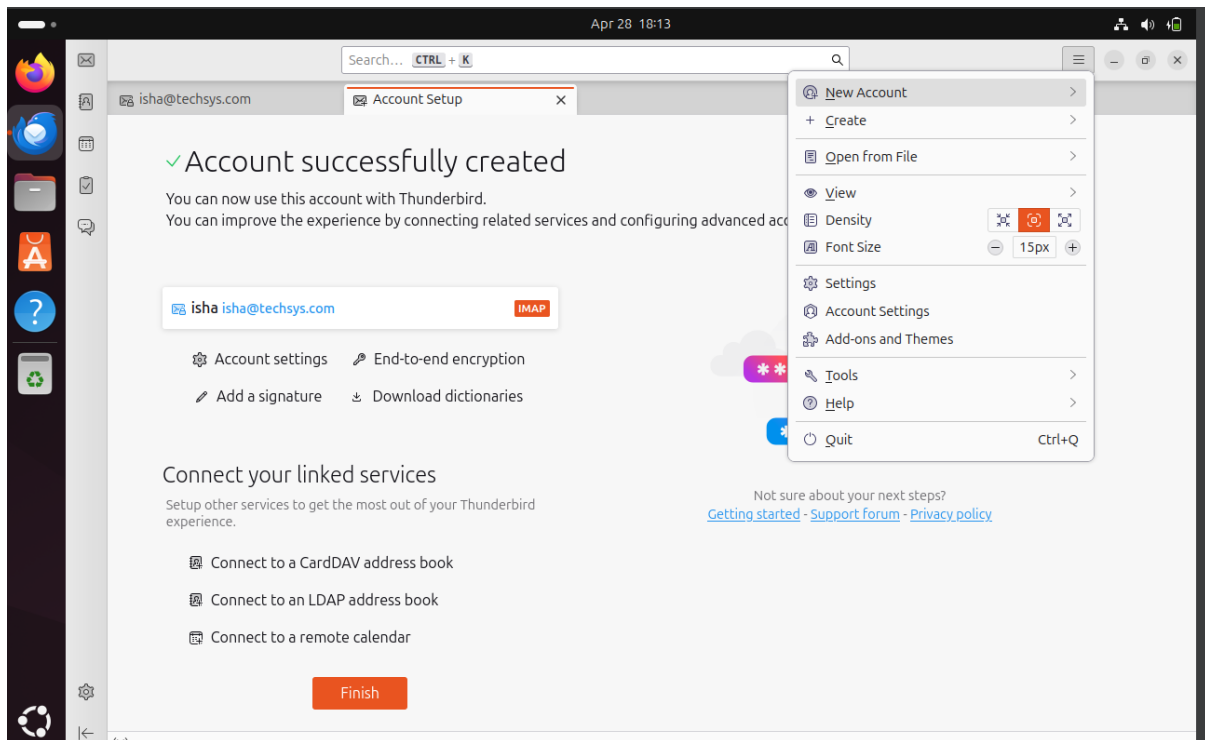 Apr 28 18:13
Search... CTRL + K
isha@techsys.com
Account Setup
Account successfully created
You can now use this account with Thunderbird.
You can improve the experience by connecting related services and configuring advanced
isha isha@techsys.com IMAP
Account settings End-to-end encryption
Add a signature Download dictionaries
Connect your linked services
Setup other services to get the most out of your Thunderbird
experience.
Connect to a CardDAV address book
Connect to an LDAP address book
Connect to a remote calendar
Finish
Not sure about your next steps?
Getting started - Support forum - Privacy policy
New Account
Create
Open from File
View
Density
Font Size 15px
Settings
Account Settings
Add-ons and Themes
Tools
Help
Quit Ctrl+Q